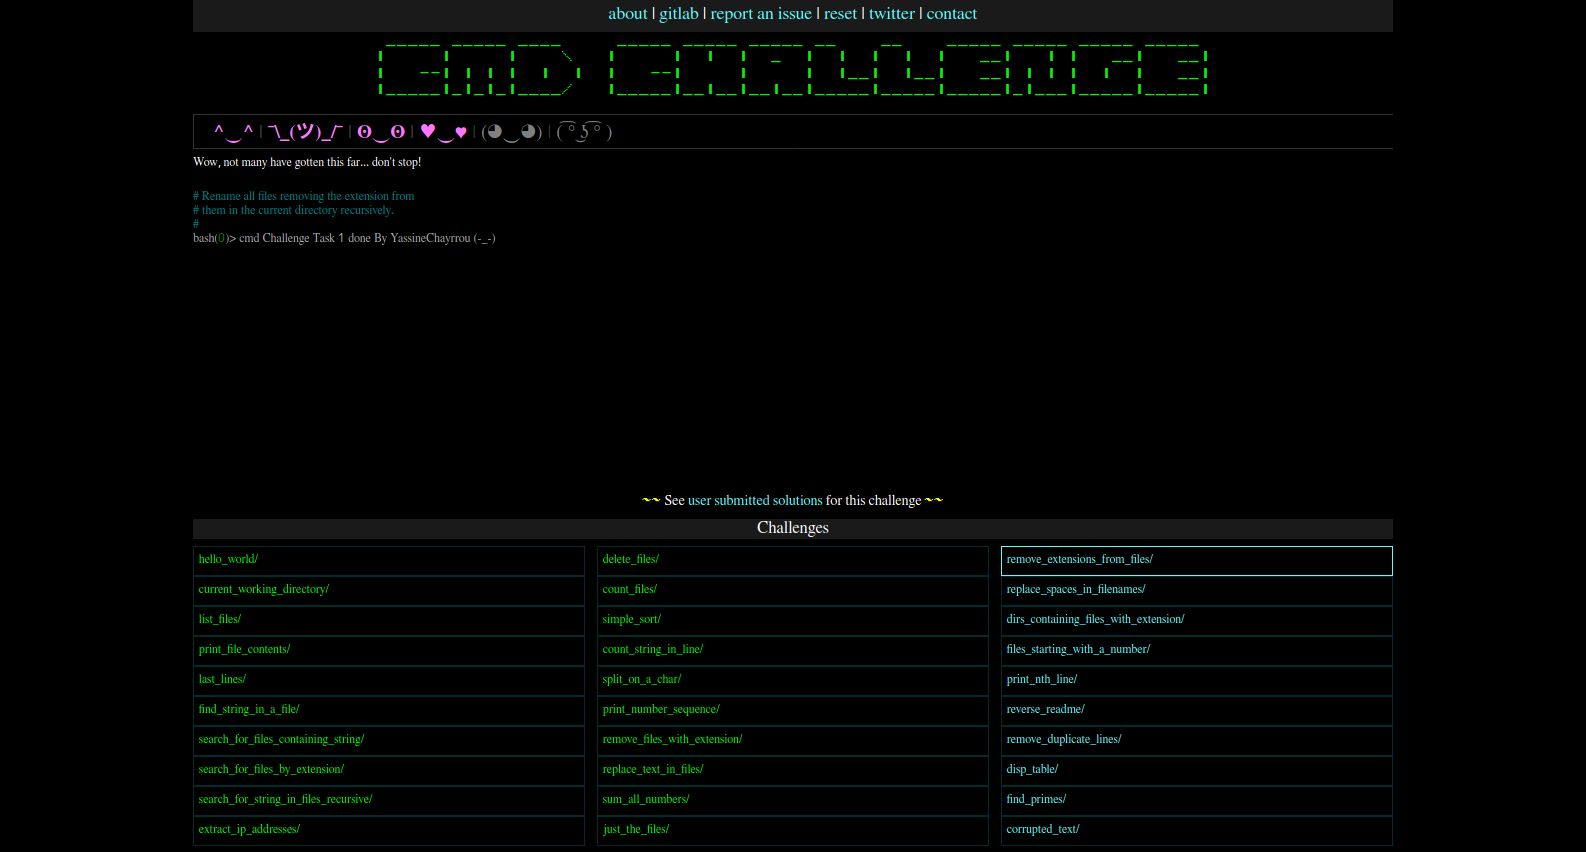 about | gitlab | report an issue | reset | twitter | contact
CMD CHALLENGE
^‿^ | ¯\_(ツ)_/¯ | ʘ‿ʘ | ♥‿♥ | (◕‿◕) | ( ͡° ͜ʖ ͡° )
Wow, not many have gotten this far... don't stop!
# Rename all files removing the extension from
# them in the current directory recursively.
#
bash(0)> cmd Challenge Task 1 done By YassineChayrrou (-_-)
~~ See user submitted solutions for this challenge ~~
Challenges
hello_world/
current_working_directory/
list_files/
print_file_contents/
last_lines/
find_string_in_a_file/
search_for_files_containing_string/
search_for_files_by_extension/
search_for_string_in_files_recursive/
extract_ip_addresses/
delete_files/
count_files/
simple_sort/
count_string_in_line/
split_on_a_char/
print_number_sequence/
remove_files_with_extension/
replace_text_in_files/
sum_all_numbers/
just_the_files/
remove_extensions_from_files/
replace_spaces_in_filenames/
dirs_containing_files_with_extension/
files_starting_with_a_number/
print_nth_line/
reverse_readme/
remove_duplicate_lines/
disp_table/
find_primes/
corrupted_text/